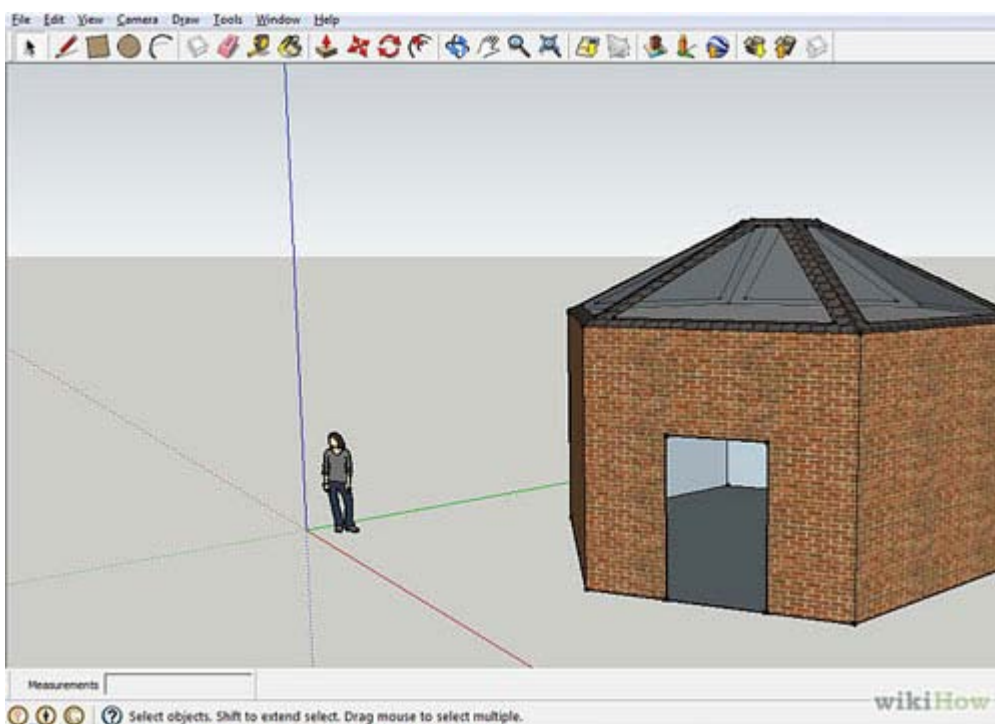 File Edit View Camera Draw Tools Window Help
Measurements
wikiHow
Select objects. Shift to extend select. Drag mouse to select multiple.